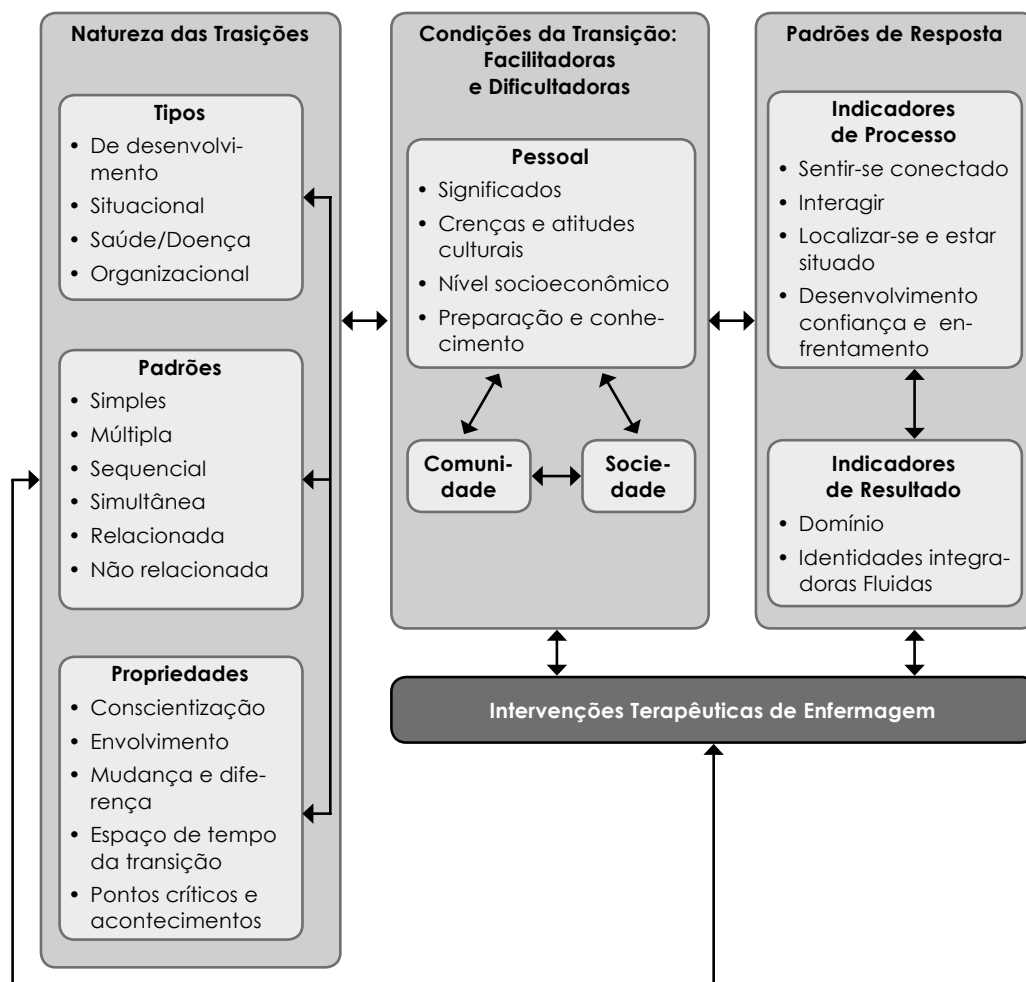 Natureza das Trasições
Tipos
• De desenvolvi-
mento
• Situacional
• Saúde/Doença
• Organizacional
Padrões
• Simples
• Múltipla
• Sequencial
• Simultânea
• Relacionada
• Não relacionada
Propriedades
• Conscientização
• Envolvimento
• Mudança e dife-
rença
• Espaço de tempo
da transição
• Pontos críticos e
acontecimentos
Condições da Transição:
Facilitadoras
e Dificultadoras
Pessoal
• Significados
• Crenças e atitudes
culturais
• Nível socioeconômico
• Preparação e conhe-
cimento
Comuni-
dade
Socie-
dade
Padrões de Resposta
Indicadores
de Processo
• Sentir-se conectado
• Interagir
• Localizar-se e estar
situado
• Desenvolvimento
confiança e en-
frentamento
Indicadores
de Resultado
• Domínio
• Identidades integra-
doras Fluidas
Intervenções Terapêuticas de Enfermagem